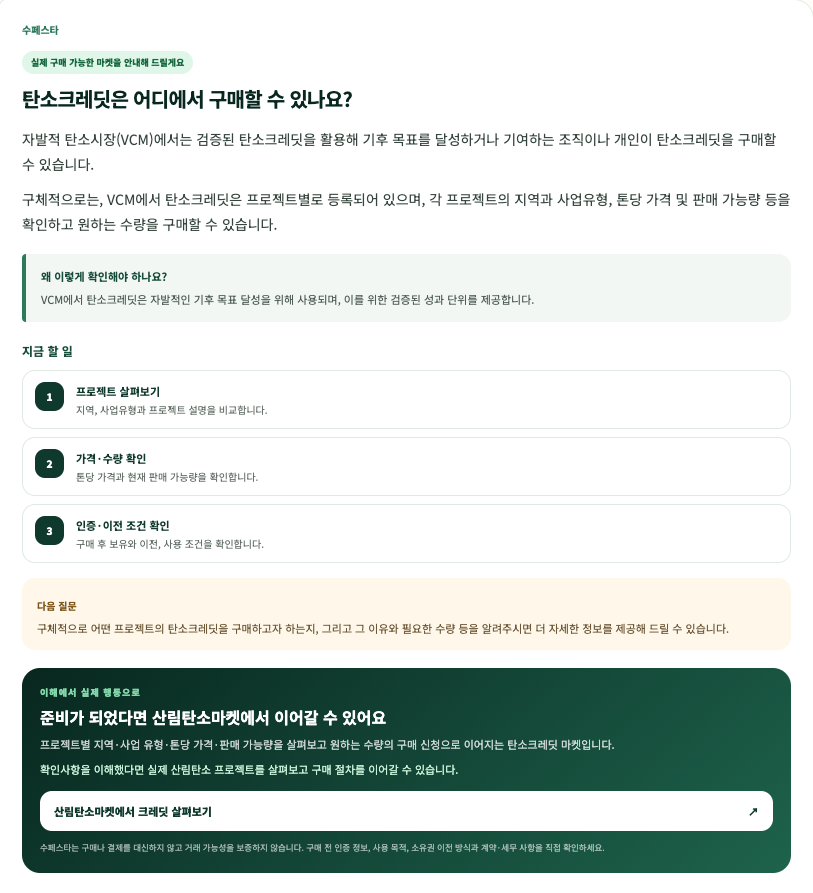 수페스타
실제 구매 가능한 마켓을 안내해 드릴게요
탄소크레딧은 어디에서 구매할 수 있나요?
자발적 탄소시장(VCM)에서는 검증된 탄소크레딧을 활용해 기후 목표를 달성하거나 기여하는 조직이나 개인이 탄소크레딧을 구매할
수 있습니다.
구체적으로는, VCM에서 탄소크레딧은 프로젝트별로 등록되어 있으며, 각 프로젝트의 지역과 사업유형, 톤당 가격 및 판매 가능량 등을
확인하고 원하는 수량을 구매할 수 있습니다.
왜 이렇게 확인해야 하나요?
VCM에서 탄소크레딧은 자발적인 기후 목표 달성을 위해 사용되며, 이를 위한 검증된 성과 단위를 제공합니다.
지금 할 일
1
프로젝트 살펴보기
지역, 사업유형과 프로젝트 설명을 비교합니다.
2
가격·수량 확인
톤당 가격과 현재 판매 가능량을 확인합니다.
3
인증·이전 조건 확인
구매 후 보유와 이전, 사용 조건을 확인합니다.
다음 질문
구체적으로 어떤 프로젝트의 탄소크레딧을 구매하고자 하는지, 그리고 그 이유와 필요한 수량 등을 알려주시면 더 자세한 정보를 제공해 드릴 수 있습니다.
이해에서 실제 행동으로
준비가 되었다면 산림탄소마켓에서 이어갈 수 있어요
프로젝트별 지역·사업 유형·톤당 가격·판매 가능량을 살펴보고 원하는 수량의 구매 신청으로 이어지는 탄소크레딧 마켓입니다.
확인사항을 이해했다면 실제 산림탄소 프로젝트를 살펴보고 구매 절차를 이어갈 수 있습니다.
산림탄소마켓에서 크레딧 살펴보기 ↗
수페스타는 구매나 결제를 대신하지 않고 거래 가능성을 보증하지 않습니다. 구매 전 인증 정보, 사용 목적, 소유권 이전 방식과 계약·세무 사항을 직접 확인하세요.